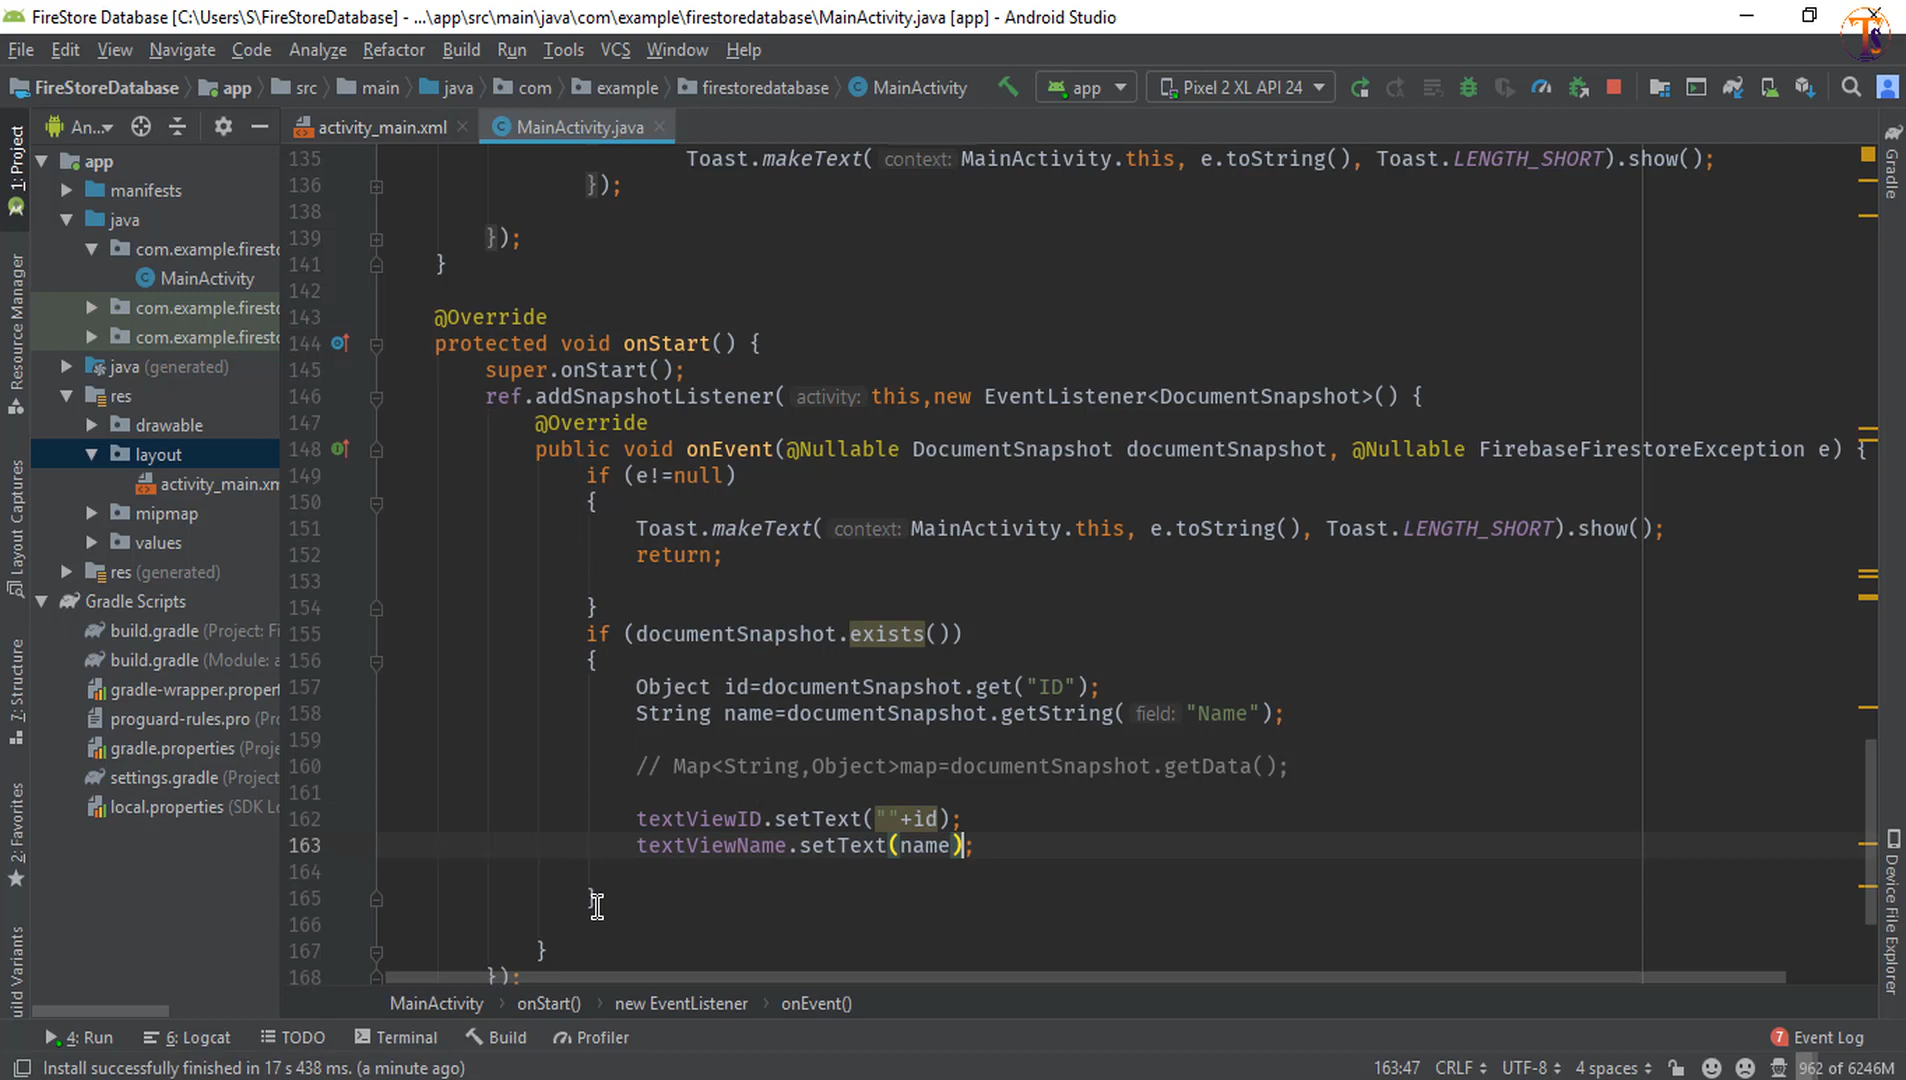 FireStore Database [C:\Users\S\FireStoreDatabase] - ...\app\src\main\java\com\example\firestoredatabase\MainActivity.java [app] - Android Studio
File Edit View Navigate Code Analyze Refactor Build Run Tools VCS Window Help
FireStoreDatabase app src main java com example firestoredatabase MainActivity app Pixel 2 XL API 24
An... activity_main.xml MainActivity.java
1: Project
Resource Manager
Layout Captures
7: Structure
2: Favorites
uild Variants
app
manifests
java
com.example.firesto
MainActivity
com.example.firesto
com.example.firesto
java (generated)
res
drawable
layout
activity_main.xm
mipmap
values
res (generated)
Gradle Scripts
build.gradle (Project: Fi
build.gradle (Module: a
gradle-wrapper.propert
proguard-rules.pro (Pro
gradle.properties (Proje
settings.gradle (Project
local.properties (SDK Lo
135 Toast.makeText( context: MainActivity.this, e.toString(), Toast.LENGTH_SHORT).show();
136 });
138
139 });
141 }
142
143 @Override
144 protected void onStart() {
145 super.onStart();
146 ref.addSnapshotListener( activity: this,new EventListener<DocumentSnapshot>() {
147 @Override
148 public void onEvent(@Nullable DocumentSnapshot documentSnapshot, @Nullable FirebaseFirestoreException e) {
149 if (e!=null)
150 {
151 Toast.makeText( context: MainActivity.this, e.toString(), Toast.LENGTH_SHORT).show();
152 return;
153
154 }
155 if (documentSnapshot.exists())
156 {
157 Object id=documentSnapshot.get("ID");
158 String name=documentSnapshot.getString( field: "Name");
159
160 // Map<String,Object>map=documentSnapshot.getData();
161
162 textViewID.setText(""+id);
163 textViewName.setText(name);
164
165 }
166
167 }
168 });
Gradle
Device File Explorer
MainActivity onStart() new EventListener onEvent()
4: Run 6: Logcat TODO Terminal Build Profiler 7 Event Log
Install successfully finished in 17 s 438 ms. (a minute ago) 163:47 CRLF UTF-8 4 spaces 962 of 6246M